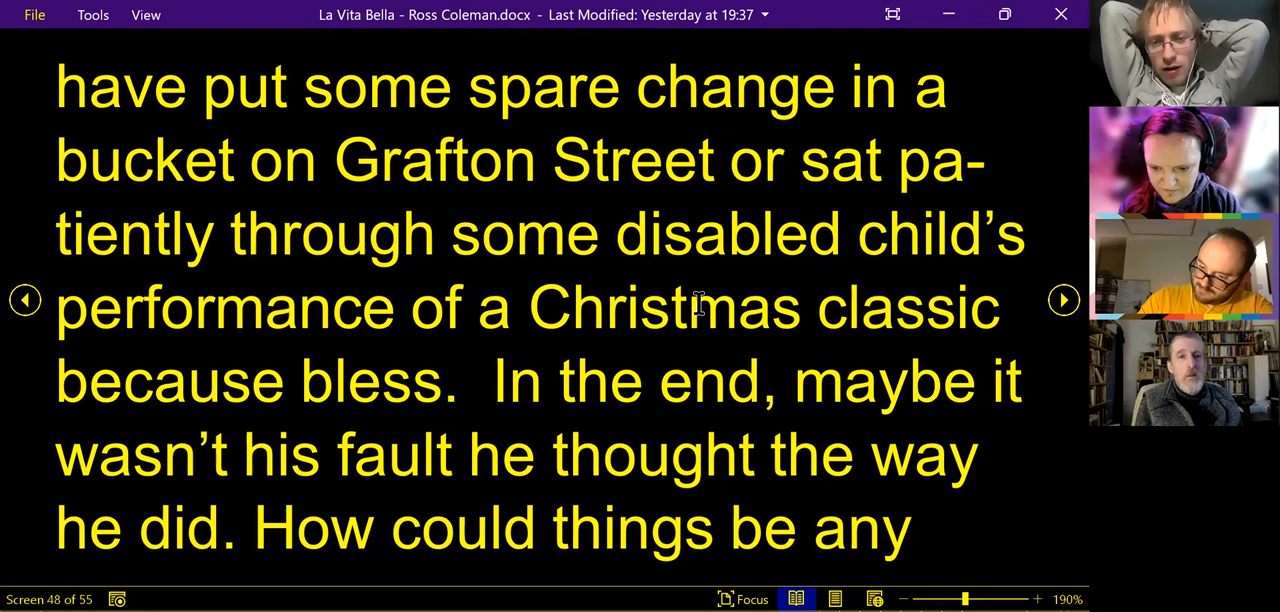 File Tools View La Vita Bella - Ross Coleman.docx - Last Modified: Yesterday at 19:37
have put some spare change in a
bucket on Grafton Street or sat pa-
tiently through some disabled child’s
performance of a Christmas classic
because bless.  In the end, maybe it
wasn’t his fault he thought the way
he did. How could things be any
Screen 48 of 55 Focus 190%